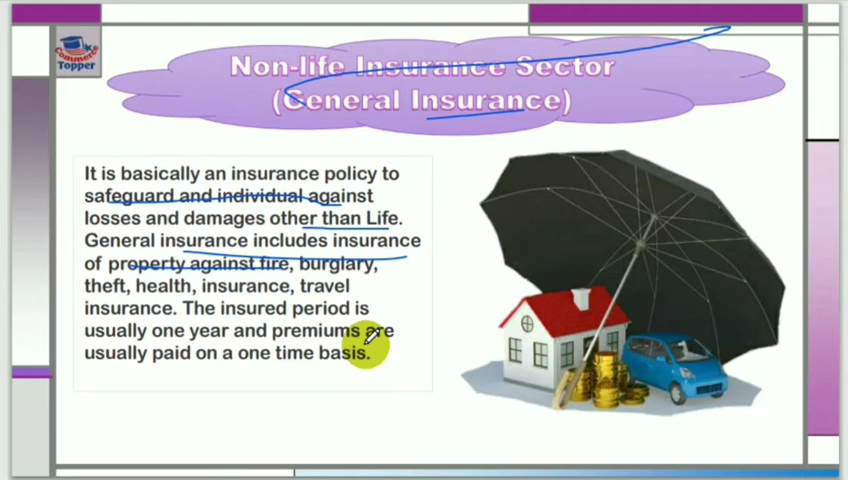 Commerce
Topper
Non-life Insurance Sector
(General Insurance)
It is basically an insurance policy to
safeguard and individual against
losses and damages other than Life.
General insurance includes insurance
of property against fire, burglary,
theft, health, insurance, travel
insurance. The insured period is
usually one year and premiums are
usually paid on a one time basis.